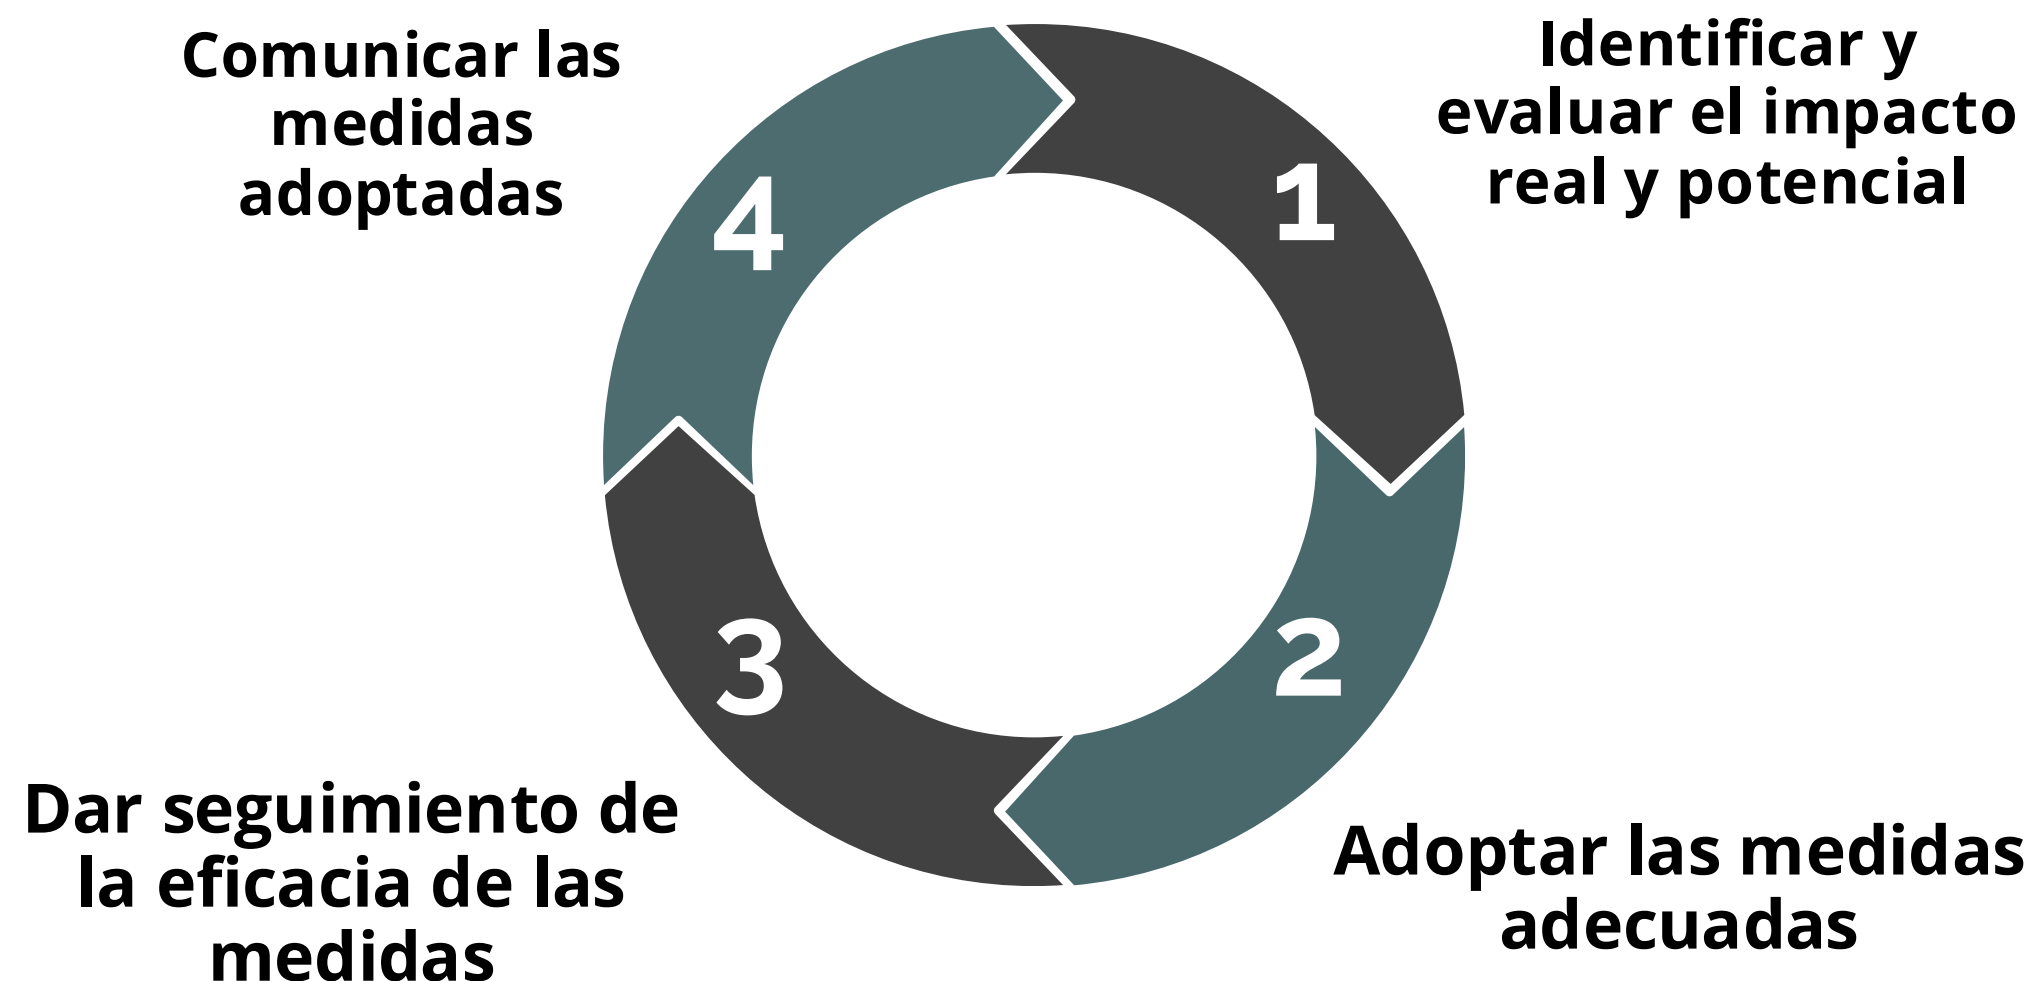 Comunicar las
medidas
adoptadas
4
1
Identificar y
evaluar el impacto
real y potencial
3
2
Dar seguimiento de
la eficacia de las
medidas
Adoptar las medidas
adecuadas